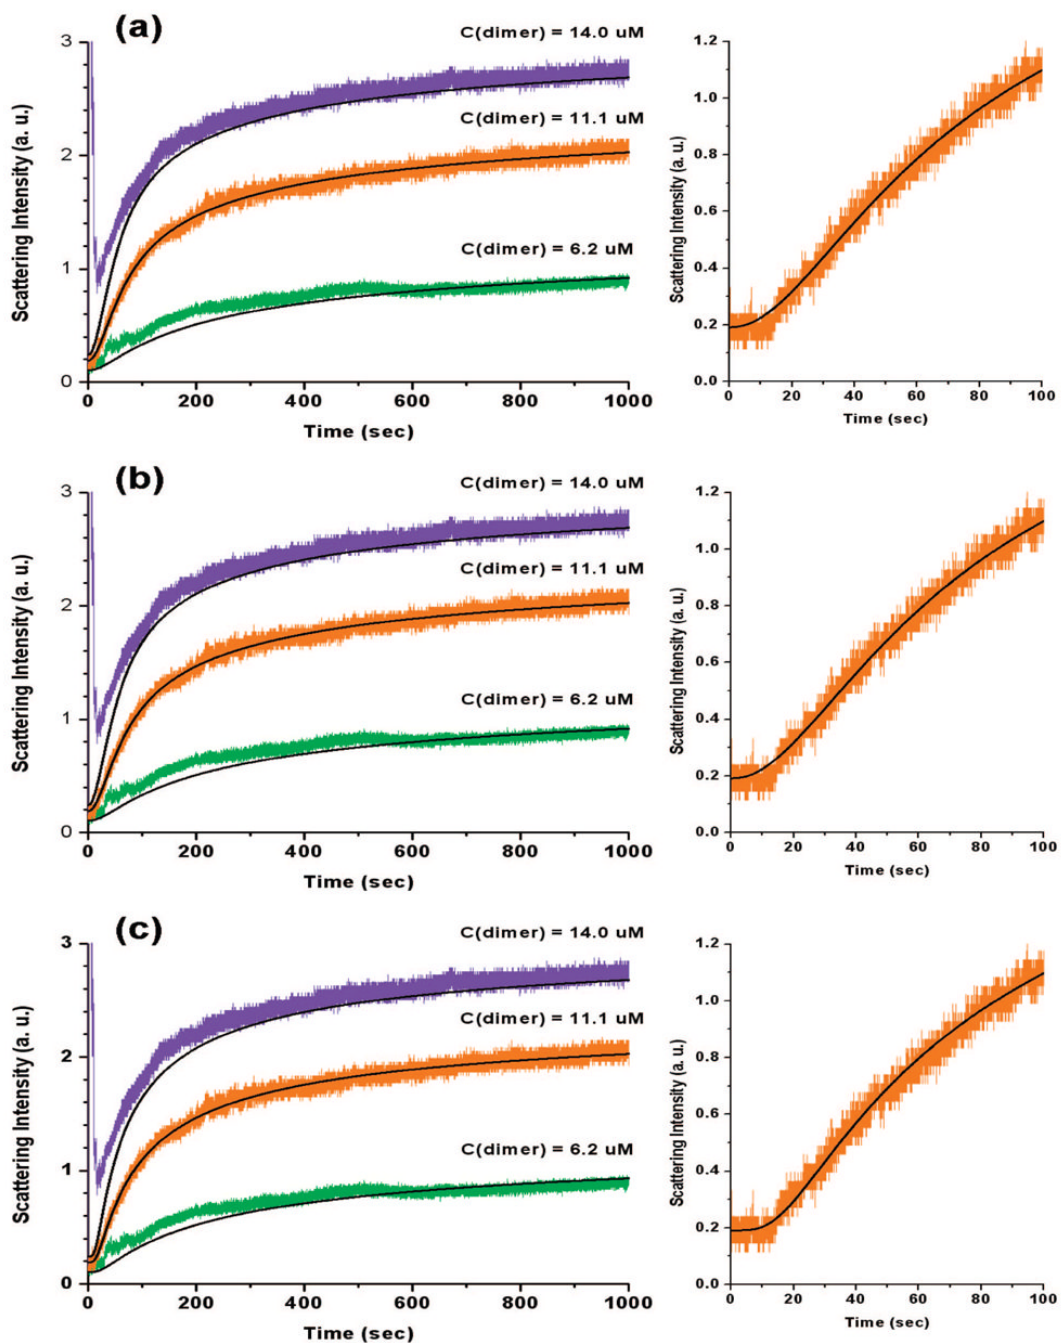 (a)
C(dimer) = 14.0 uM
C(dimer) = 11.1 uM
C(dimer) = 6.2 uM
Scattering Intensity (a. u.)
3
2
1
0
0 200 400 600 800 1000
Time (sec)
Scattering Intensity (a. u.)
1.2
1.0
0.8
0.6
0.4
0.2
0.0
0 20 40 60 80 100
Time (sec)
(b)
C(dimer) = 14.0 uM
C(dimer) = 11.1 uM
C(dimer) = 6.2 uM
Scattering Intensity (a. u.)
3
2
1
0
0 200 400 600 800 1000
Time (sec)
Scattering Intensity (a. u.)
1.2
1.0
0.8
0.6
0.4
0.2
0.0
0 20 40 60 80 100
Time (sec)
(c)
C(dimer) = 14.0 uM
C(dimer) = 11.1 uM
C(dimer) = 6.2 uM
Scattering Intensity (a. u.)
3
2
1
0
0 200 400 600 800 1000
Time (sec)
Scattering Intensity (a. u.)
1.2
1.0
0.8
0.6
0.4
0.2
0.0
0 20 40 60 80 100
Time (sec)